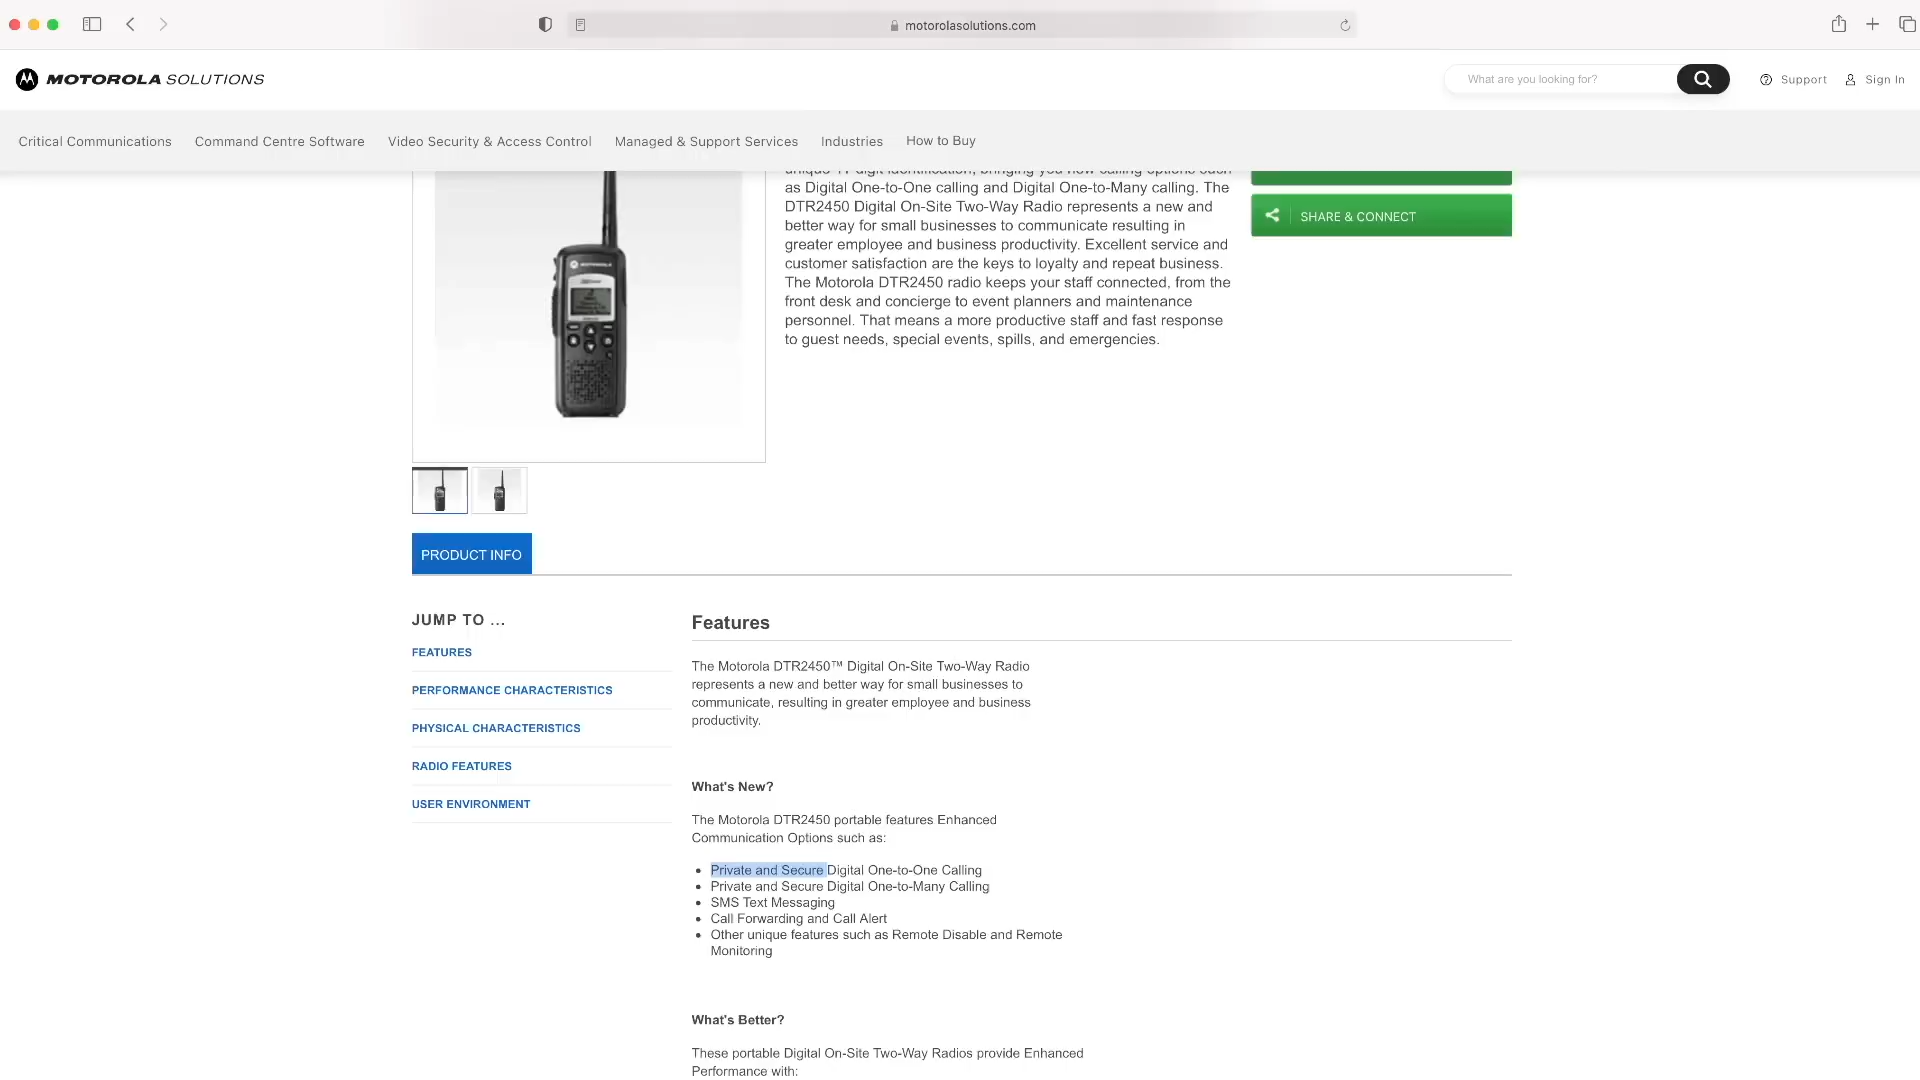 motorolasolutions.com
MOTOROLA SOLUTIONS
What are you looking for?
Support
Sign In
Critical Communications
Command Centre Software
Video Security & Access Control
Managed & Support Services
Industries
How to Buy
unique 11-digit identification, bringing you new calling options such
as Digital One-to-One calling and Digital One-to-Many calling. The
DTR2450 Digital On-Site Two-Way Radio represents a new and
better way for small businesses to communicate resulting in
greater employee and business productivity. Excellent service and
customer satisfaction are the keys to loyalty and repeat business.
The Motorola DTR2450 radio keeps your staff connected, from the
front desk and concierge to event planners and maintenance
personnel. That means a more productive staff and fast response
to guest needs, special events, spills, and emergencies.
SHARE & CONNECT
MOTOROLA
PRODUCT INFO
JUMP TO ...
FEATURES
PERFORMANCE CHARACTERISTICS
PHYSICAL CHARACTERISTICS
RADIO FEATURES
USER ENVIRONMENT
Features
The Motorola DTR2450™ Digital On-Site Two-Way Radio
represents a new and better way for small businesses to
communicate, resulting in greater employee and business
productivity.
What's New?
The Motorola DTR2450 portable features Enhanced
Communication Options such as:
• Private and Secure Digital One-to-One Calling
• Private and Secure Digital One-to-Many Calling
• SMS Text Messaging
• Call Forwarding and Call Alert
• Other unique features such as Remote Disable and Remote
Monitoring
What's Better?
These portable Digital On-Site Two-Way Radios provide Enhanced
Performance with: